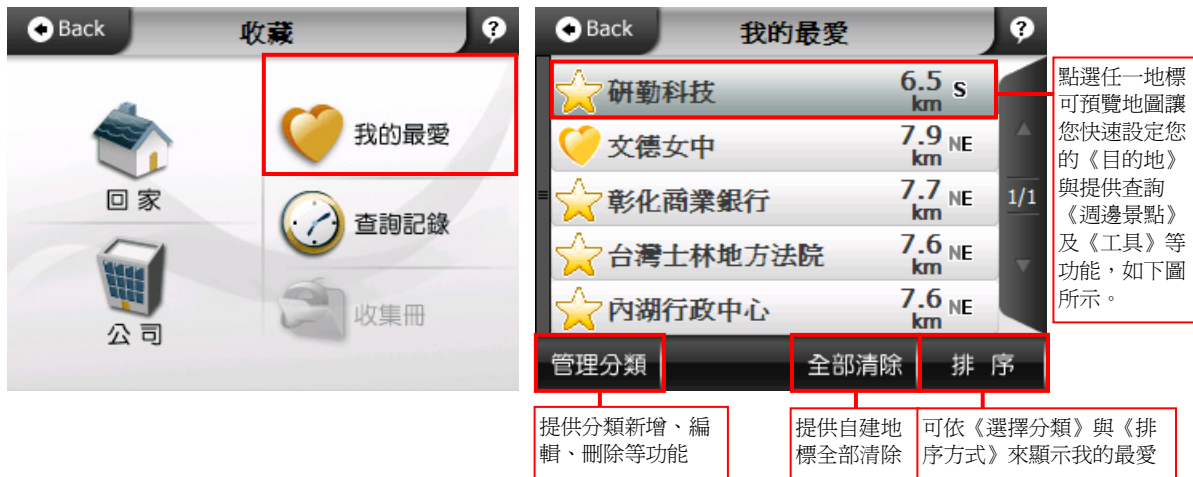 Back
收藏
?
我的最愛
回 家
查詢記錄
公 司
收集冊
Back
我的最愛
?
研勤科技 6.5 km S
文德女中 7.9 km NE
彰化商業銀行 7.7 km NE
1/1
台灣士林地方法院 7.6 km NE
內湖行政中心 7.6 km NE
管理分類
全部清除
排 序
點選任一地標
可預覽地圖讓
您快速設定您
的《目的地》
與提供查詢
《週邊景點》
及《工具》等
功能，如下圖
所示。
提供分類新增、編
輯、刪除等功能
提供自建地
標全部清除
可依《選擇分類》與《排
序方式》來顯示我的最愛